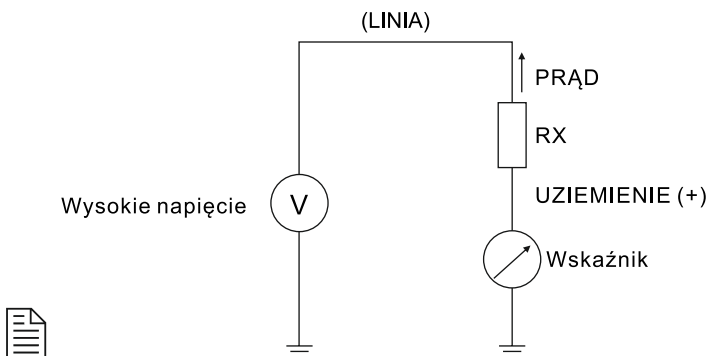 (LINIA)
PRĄD
RX
UZIEMIENIE (+)
Wysokie napięcie
V
Wskaźnik